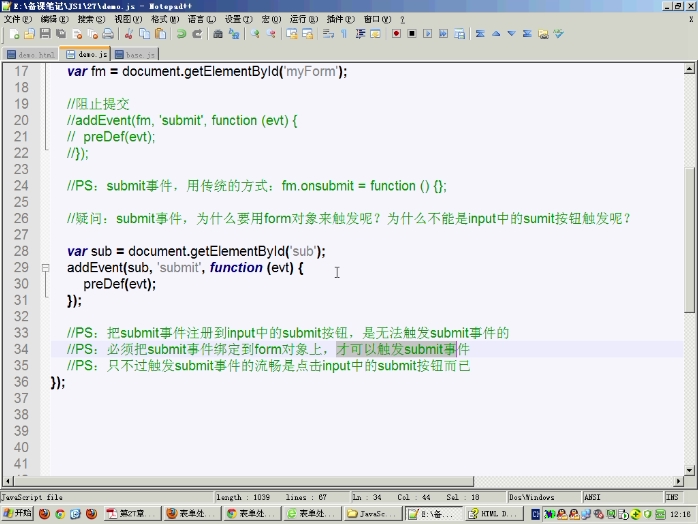 E:\备课笔记\JS1\27\demo.js - Notepad++
文件(F) 编辑(E) 搜索(S) 视图(V) 格式(M) 语言(L) 设置(T) 宏(O) 运行(R) 插件(P) 窗口(W) ?
demo.html demo.js base.js
17 var fm = document.getElementById('myForm');
18
19 //阻止提交
20 //addEvent(fm, 'submit', function (evt) {
21 // preDef(evt);
22 //});
23
24 //PS：submit事件，用传统的方式：fm.onsubmit = function () {};
25
26 //疑问：submit事件，为什么要用form对象来触发呢？为什么不能是input中的sumit按钮触发呢？
27
28 var sub = document.getElementById('sub');
29 addEvent(sub, 'submit', function (evt) {
30 preDef(evt);
31 });
32
33 //PS：把submit事件注册到input中的submit按钮，是无法触发submit事件的
34 //PS：必须把submit事件绑定到form对象上，才可以触发submit事件
35 //PS：只不过触发submit事件的流畅是点击input中的submit按钮而已
36 });
37
38
39
40
41
JavaScript file length : 1039 lines : 67 Ln : 34 Col : 44 Sel : 18 Dos\Windows ANSI INS
开始 第27章... 表单处... 表单处... 表单处... JavaSc... E:\备... HTML D... 12:16